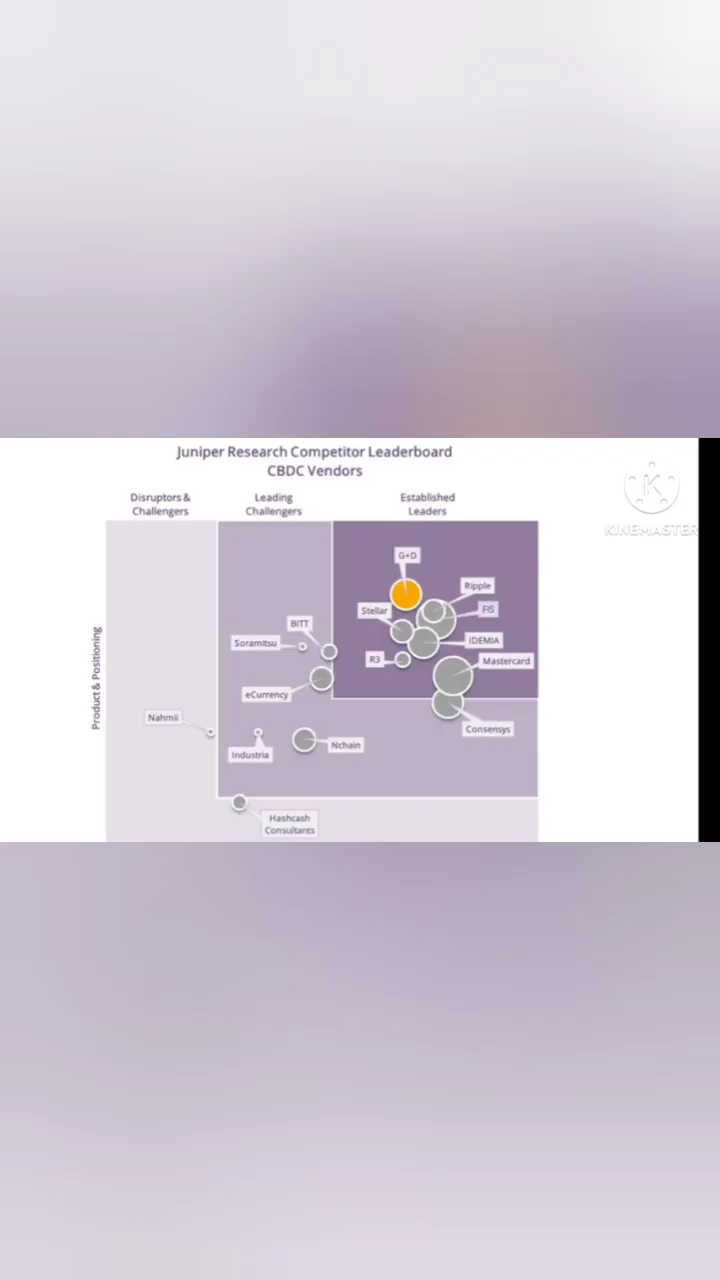 Juniper Research Competitor Leaderboard
CBDC Vendors
Disruptors &
Challengers
Leading
Challengers
Established
Leaders
KINEMASTER
G+D
Ripple
Stellar
FIS
BITT
Soramitsu
IDEMIA
R3
Mastercard
eCurrency
Nahmii
Consensys
Industria
Nchain
Hashcash
Consultants
Product & Positioning